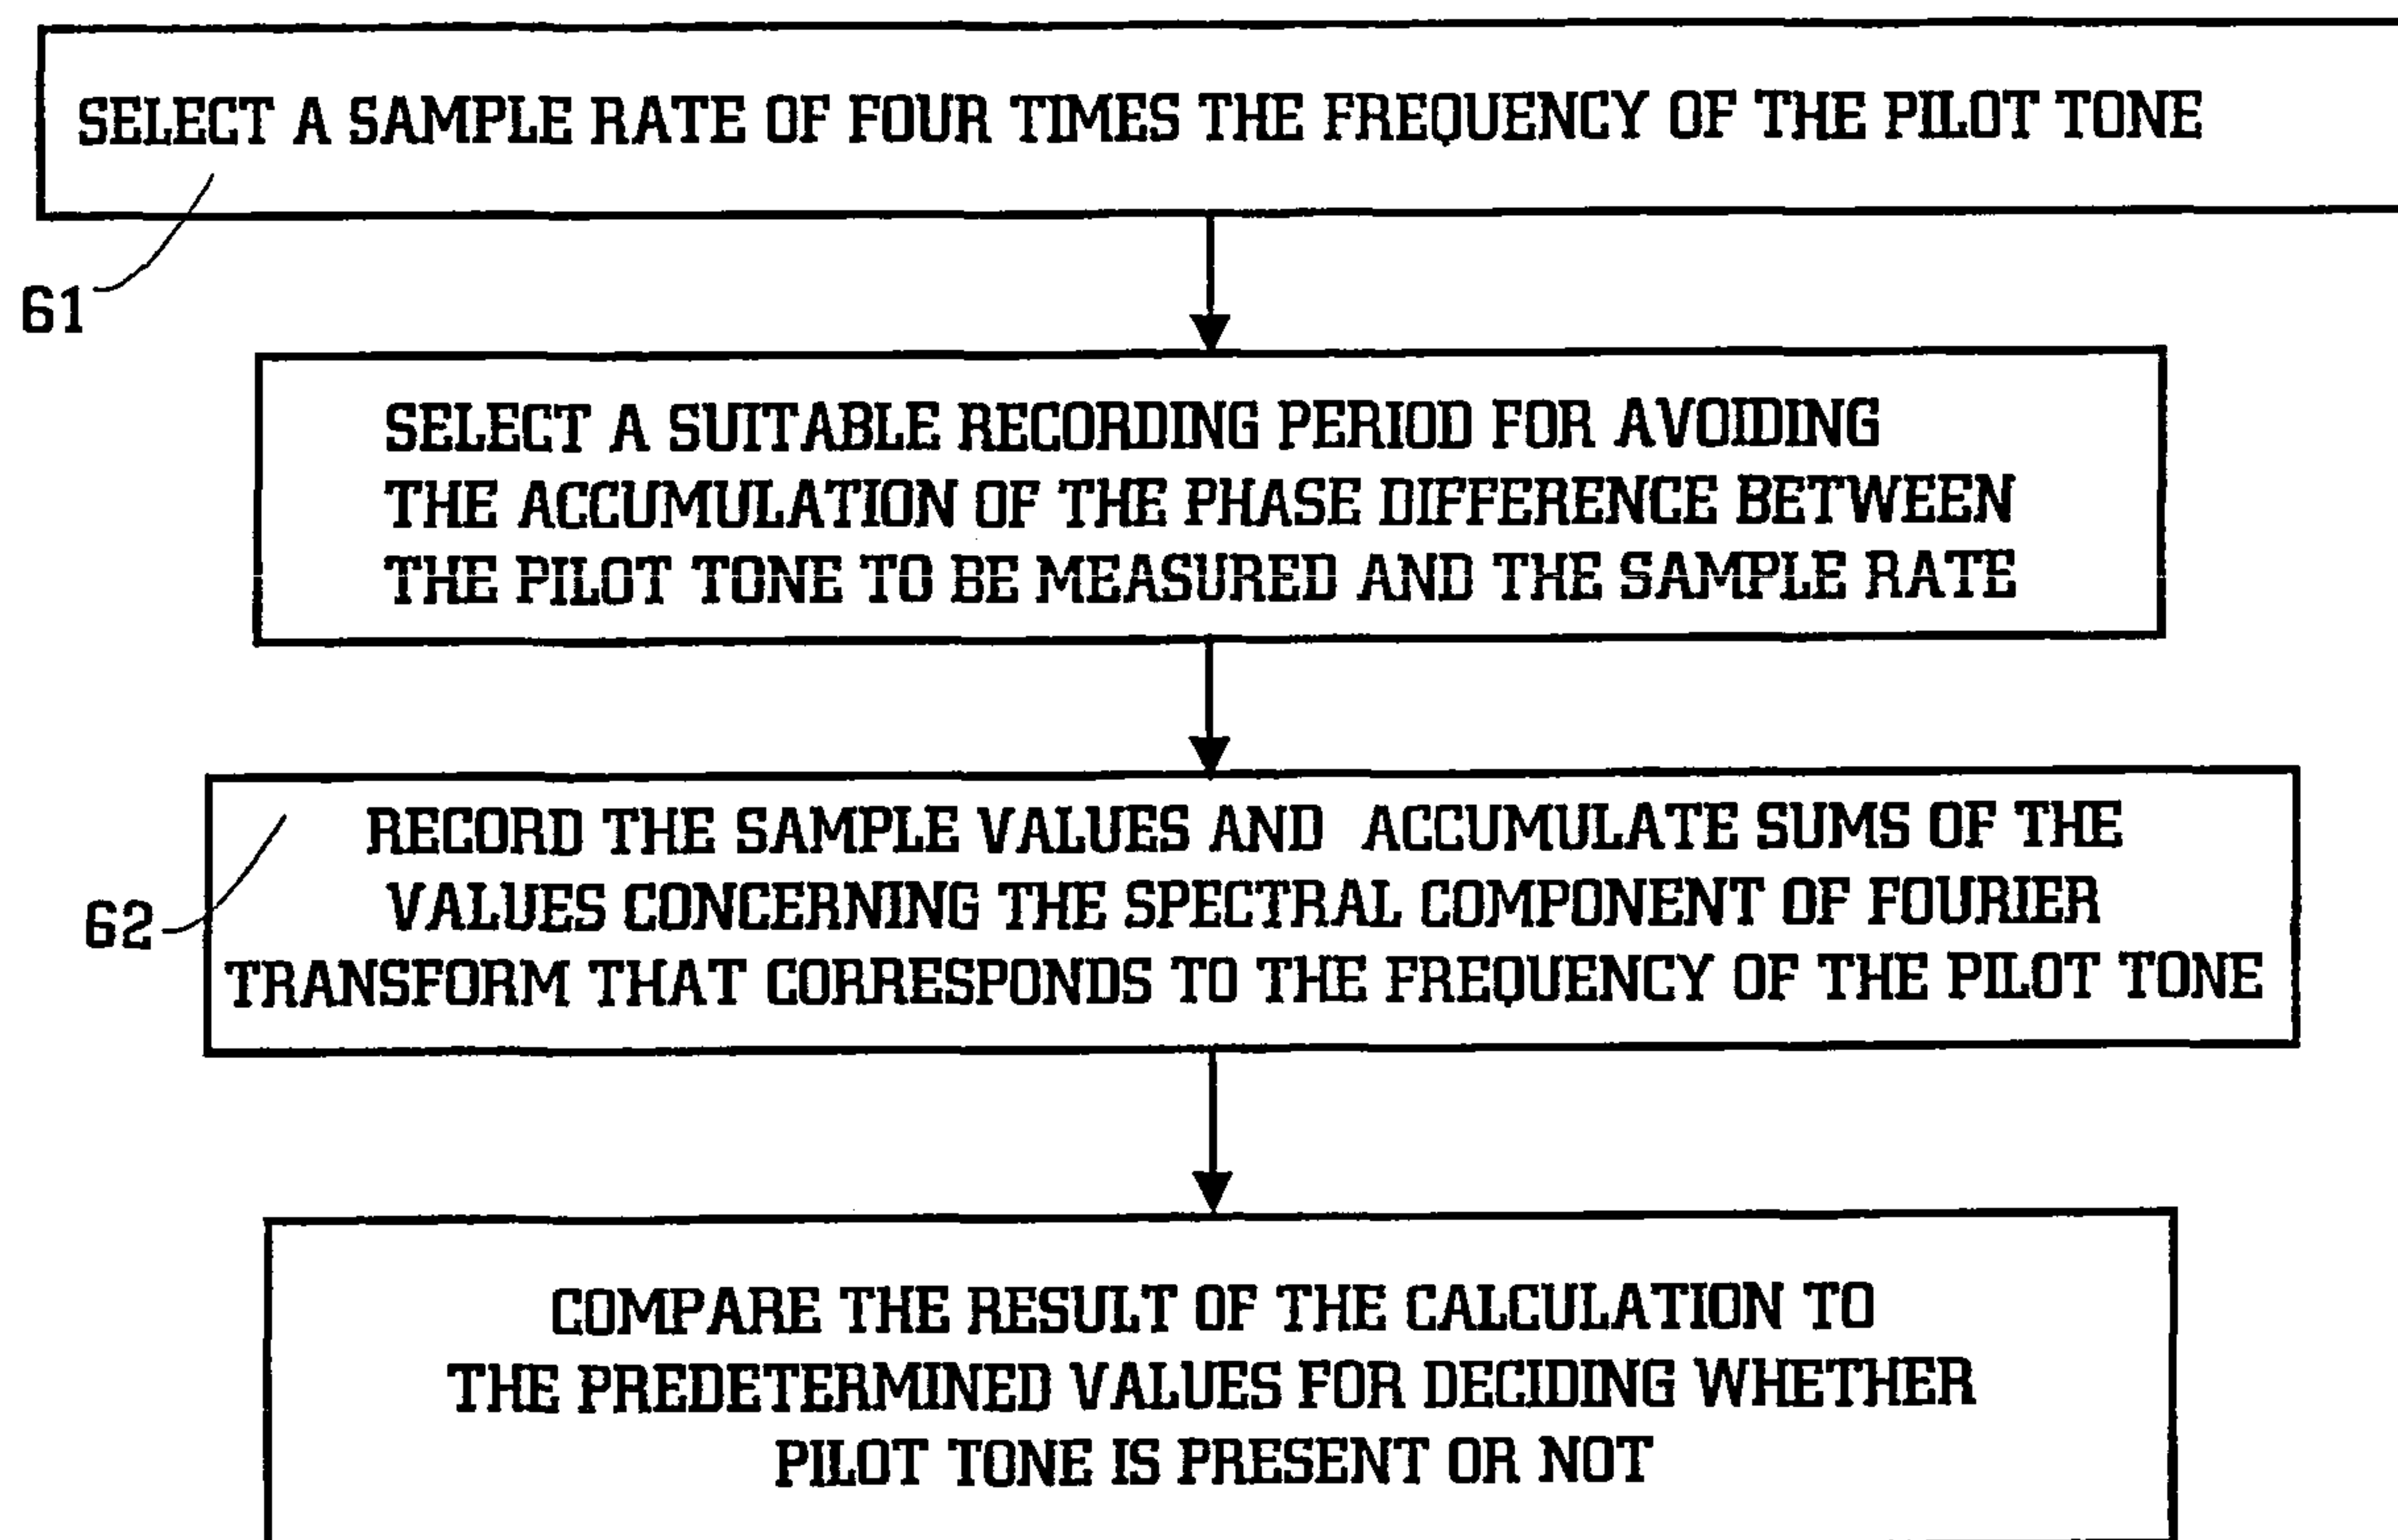 SELECT A SAMPLE RATE OF FOUR TIMES THE FREQUENCY OF THE PILOT TONE
61
SELECT A SUITABLE RECORDING PERIOD FOR AVOIDING
THE ACCUMULATION OF THE PHASE DIFFERENCE BETWEEN
THE PILOT TONE TO BE MEASURED AND THE SAMPLE RATE
RECORD THE SAMPLE VALUES AND ACCUMULATE SUMS OF THE
VALUES CONCERNING THE SPECTRAL COMPONENT OF FOURIER
62
TRANSFORM THAT CORRESPONDS TO THE FREQUENCY OF THE PILOT TONE
COMPARE THE RESULT OF THE CALCULATION TO
THE PREDETERMINED VALUES FOR DECIDING WHETHER
PILOT TONE IS PRESENT OR NOT